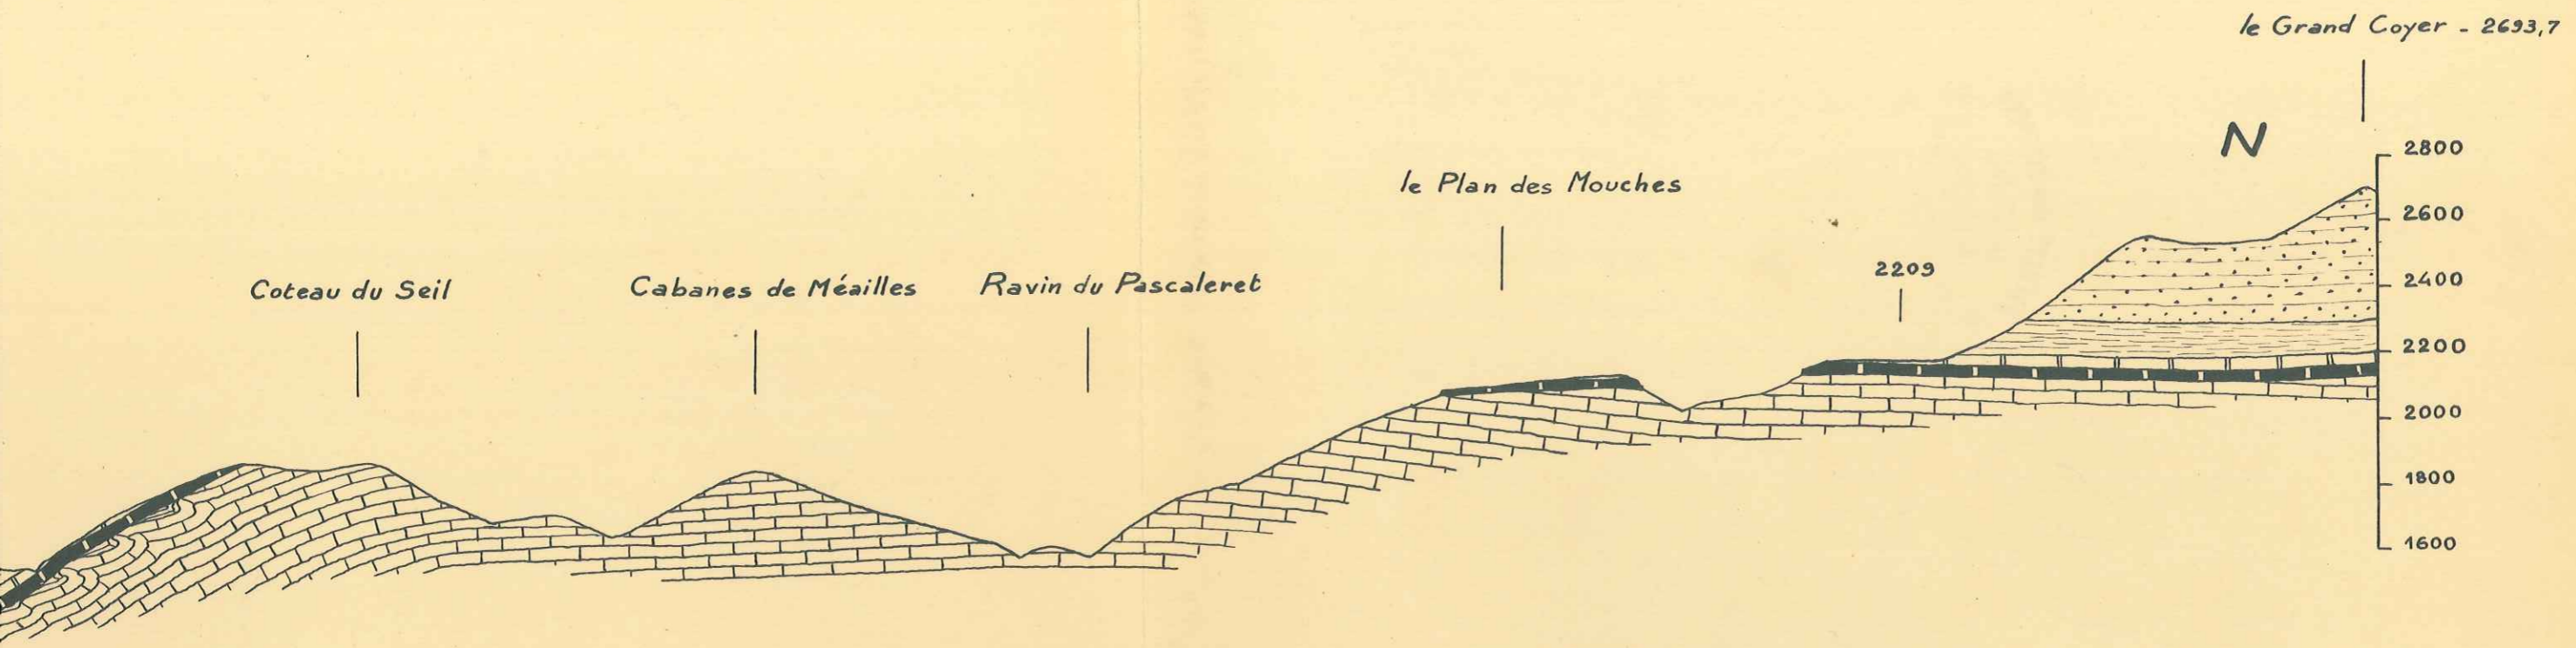 le Grand Coyer - 2693,7
N
2800
le Plan des Mouches
2600
2209
2400
Coteau du Seil
Cabanes de Méailles
Ravin du Pascaleret
2200
2000
1800
1600